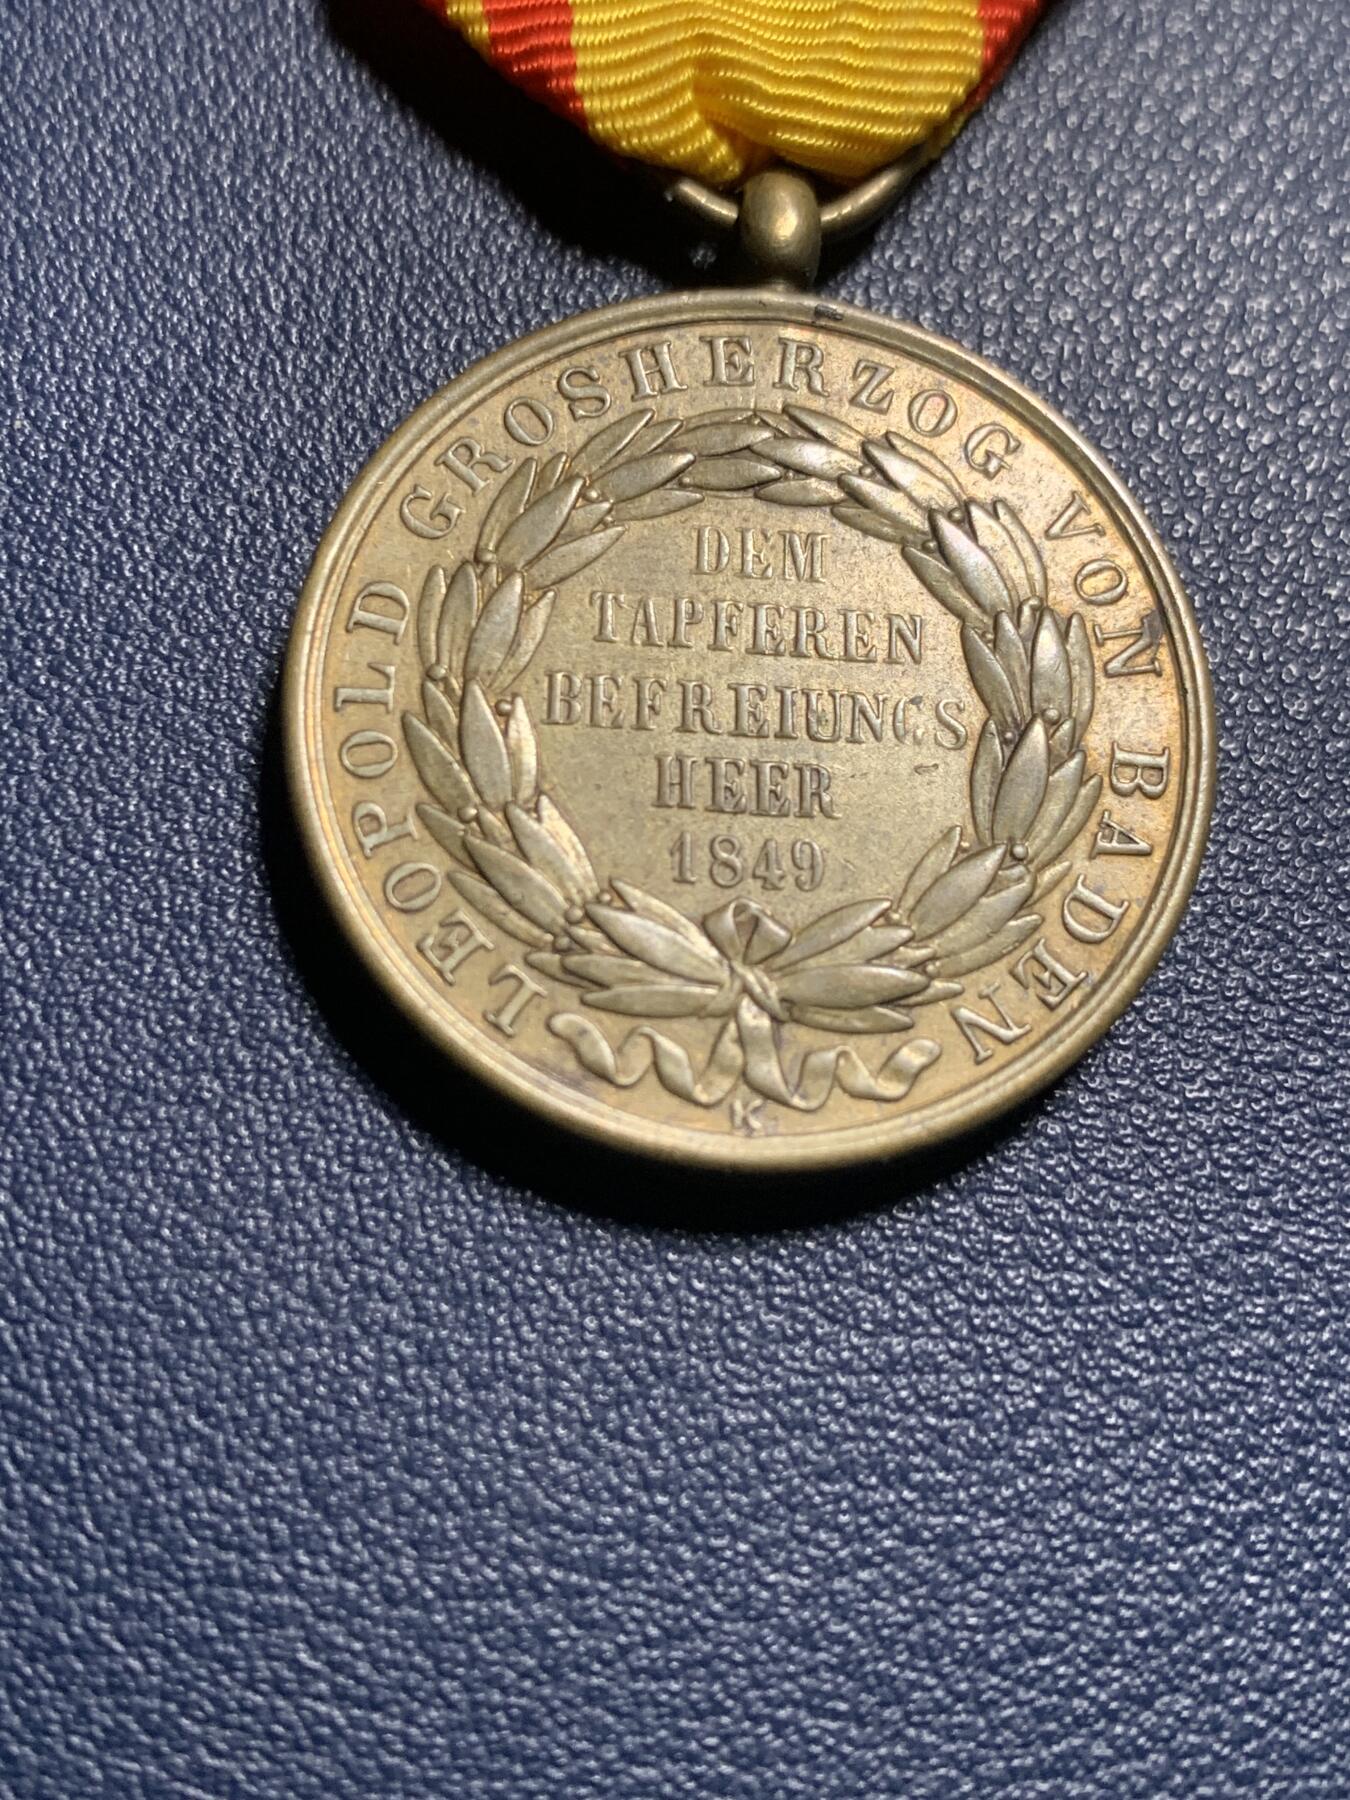 LEOPOLD GROSHERZOG VON BADEN
DEM
TAPFEREN
BEFREIUNGS
HEER
1849
K